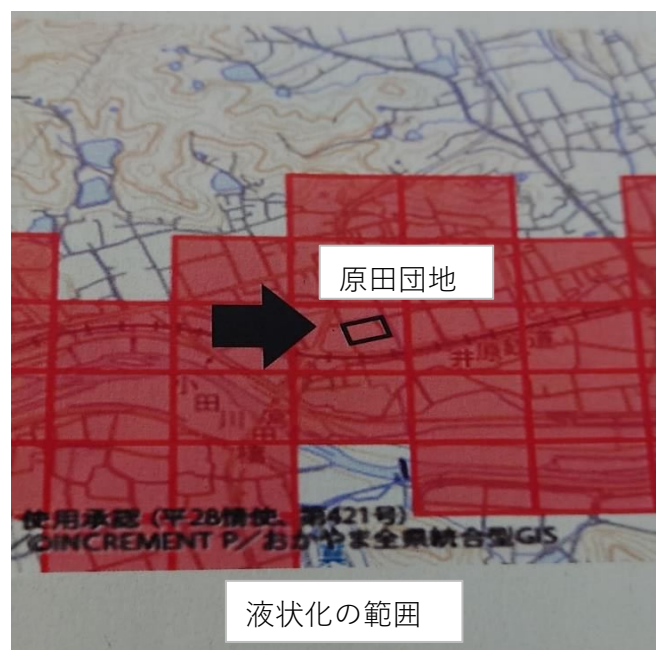 原田団地
井原鉄道
小田川
使用承認（平28情使、第421号）
／©INCREMENT P／おかやま全県統合型GIS
液状化の範囲